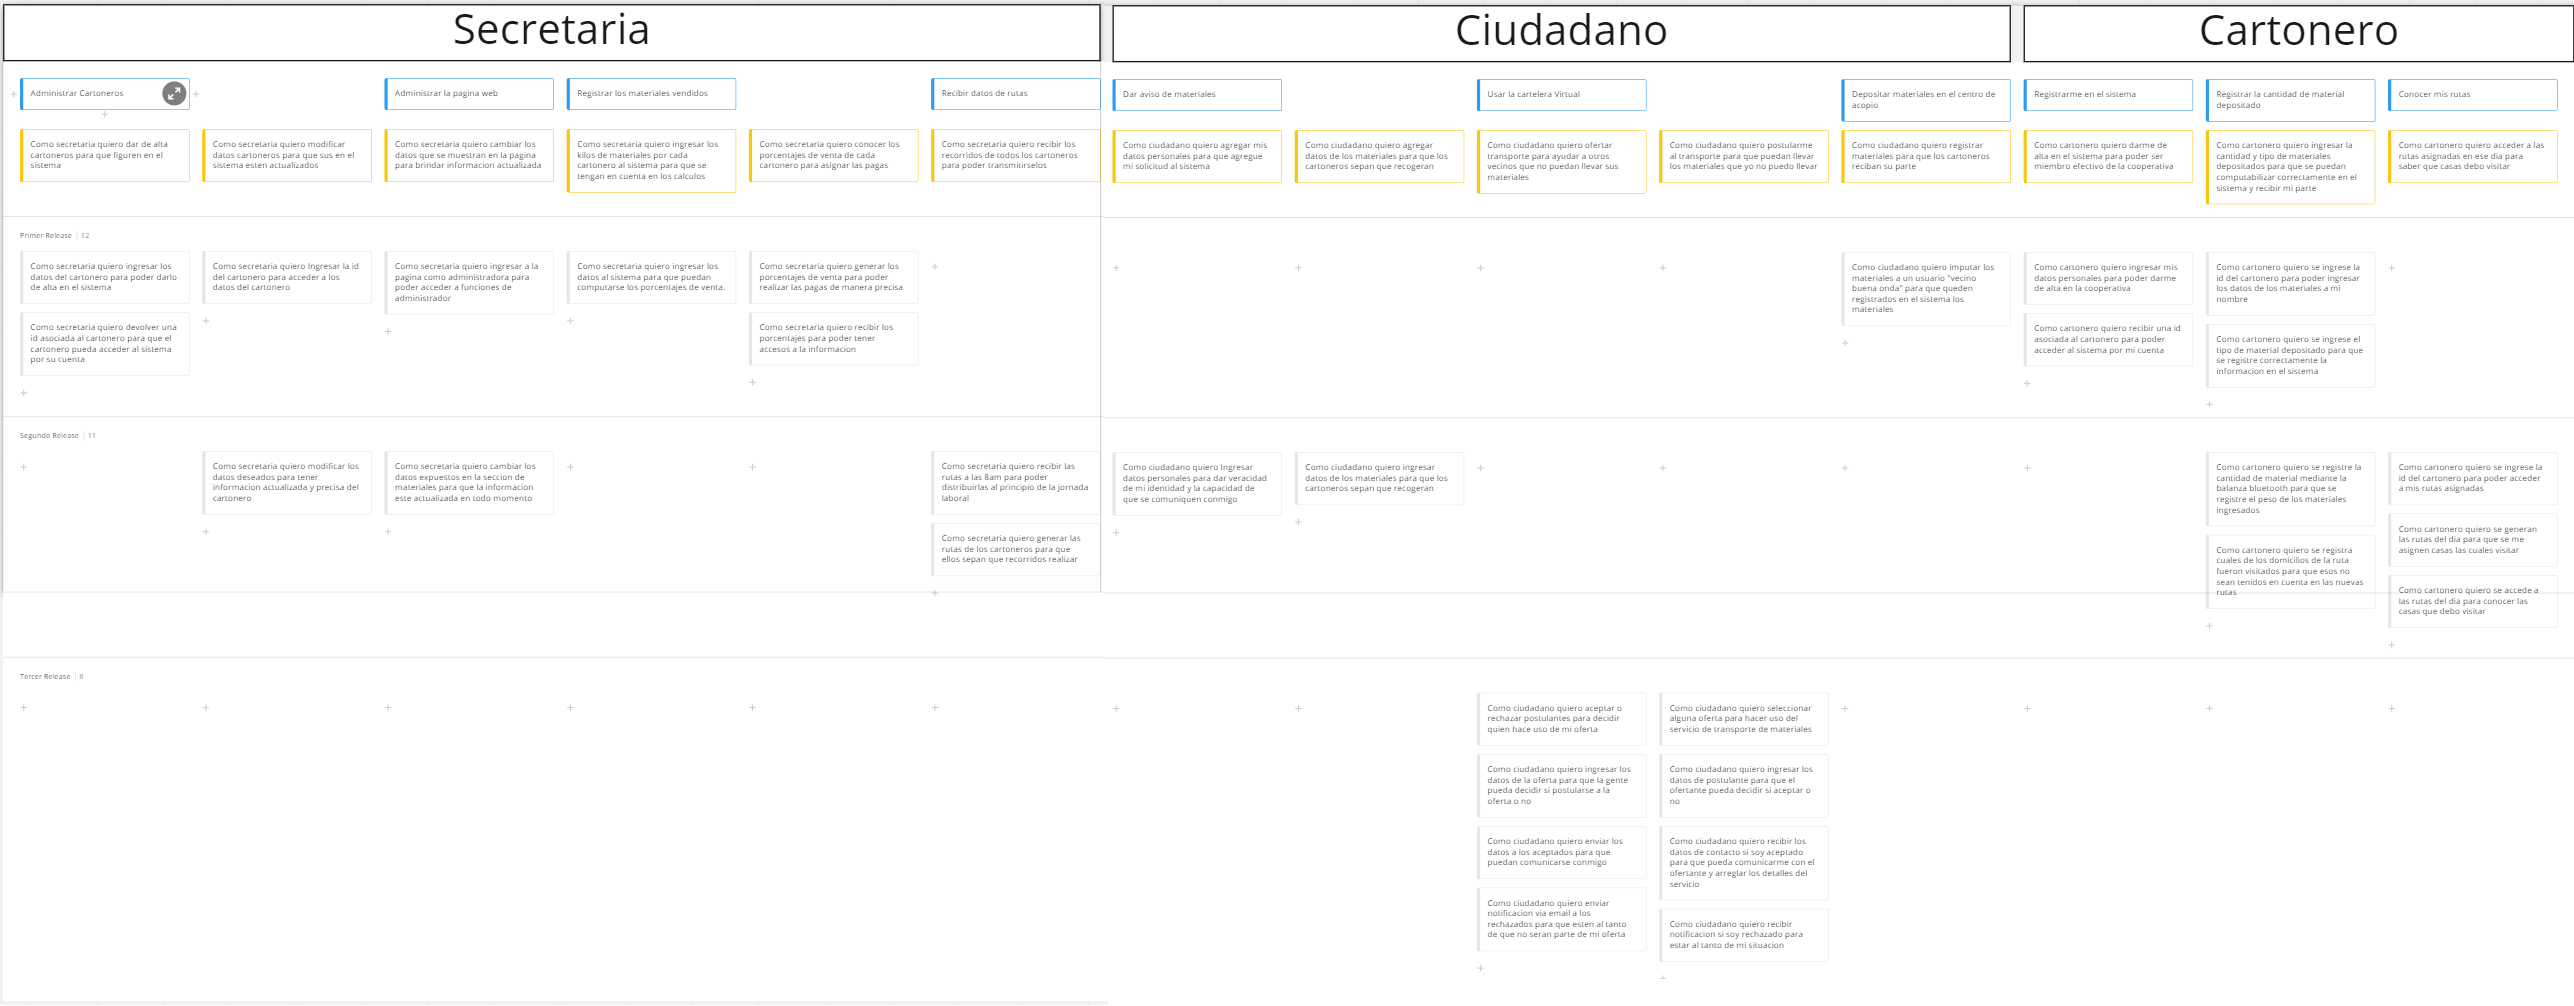 Secretaria
Ciudadano
Cartonero
Administrar Cartoneros
Administrar la pagina web
Registrar los materiales vendidos
Recibir datos de rutas
Dar aviso de materiales
Usar la cartelera Virtual
Depositar materiales en el centro de
acopio
Registrarme en el sistema
Registrar la cantidad de material
depositado
Conocer mis rutas
Como secretaria quiero dar de alta
cartoneros para que figuren en el
sistema
Como secretaria quiero modificar
datos cartoneros para que sus en el
sistema esten actualizados
Como secretaria quiero cambiar los
datos que se muestran en la pagina
para brindar informacion actualizada
Como secretaria quiero ingresar los
kilos de materiales por cada
cartonero al sistema para que se
tengan en cuenta en los calculos
Como secretaria quiero conocer los
porcentajes de venta de cada
cartonero para asignar las pagas
Como secretaria quiero recibir los
recorridos de todos los cartoneros
para poder transmitirselos
Como ciudadano quiero agregar mis
datos personales para que agregue
mi solicitud al sistema
Como ciudadano quiero agregar
datos de los materiales para que los
cartoneros sepan que recogeran
Como ciudadano quiero ofertar
transporte para ayudar a otros
vecinos que no puedan llevar sus
materiales
Como ciudadano quiero postularme
al transporte para que puedan llevar
los materiales que yo no puedo llevar
Como ciudadano quiero registrar
materiales para que los cartoneros
reciban su parte
Como cartonero quiero darme de
alta en el sistema para poder ser
miembro efectivo de la cooperativa
Como cartonero quiero ingresar la
cantidad y tipo de materiales
depositados para que se puedan
computabilizar correctamente en el
sistema y recibir mi parte
Como cartonero quiero acceder a las
rutas asignadas en ese dia para
saber que casas debo visitar
Primer Release | 12
Como secretaria quiero ingresar los
datos del cartonero para poder darlo
de alta en el sistema
Como secretaria quiero devolver una
id asociada al cartonero para que el
cartonero pueda acceder al sistema
por su cuenta
Como secretaria quiero Ingresar la id
del cartonero para acceder a los
datos del cartonero
Como secretaria quiero ingresar a la
pagina como administradora para
poder acceder a funciones de
administrador
Como secretaria quiero ingresar los
datos al sistema para que puedan
computarse los porcentajes de venta.
Como secretaria quiero generar los
porcentajes de venta para poder
realizar las pagas de manera precisa
Como secretaria quiero recibir los
porcentajes para poder tener
accesos a la informacion
Como ciudadano quiero imputar los
materiales a un usuario "vecino
buena onda" para que queden
registrados en el sistema los
materiales
Como cartonero quiero ingresar mis
datos personales para poder darme
de alta en la cooperativa
Como cartonero quiero recibir una id
asociada al cartonero para poder
acceder al sistema por mi cuenta
Como cartonero quiero se ingrese la
id del cartonero para poder ingresar
los datos de los materiales a mi
nombre
Como cartonero quiero se ingrese el
tipo de material depositado para que
se registre correctamente la
informacion en el sistema
Segundo Release | 11
Como secretaria quiero modificar los
datos deseados para tener
informacion actualizada y precisa del
cartonero
Como secretaria quiero cambiar los
datos expuestos en la seccion de
materiales para que la informacion
este actualizada en todo momento
Como secretaria quiero recibir las
rutas a las 8am para poder
distribuirlas al principio de la jornada
laboral
Como secretaria quiero generar las
rutas de los cartoneros para que
ellos sepan que recorridos realizar
Como ciudadano quiero Ingresar
datos personales para dar veracidad
de mi identidad y la capacidad de
que se comuniquen conmigo
Como ciudadano quiero ingresar
datos de los materiales para que los
cartoneros sepan que recogeran
Como cartonero quiero se registre la
cantidad de material mediante la
balanza bluetooth para que se
registre el peso de los materiales
ingresados
Como cartonero quiero se registra
cuales de los domicilios de la ruta
fueron visitados para que esos no
sean tenidos en cuenta en las nuevas
rutas
Como cartonero quiero se ingrese la
id del cartonero para poder acceder
a mis rutas asignadas
Como cartonero quiero se generan
las rutas del dia para que se me
asignen casas las cuales visitar
Como cartonero quiero se accede a
las rutas del dia para conocer las
casas que debo visitar
Tercer Release | 8
Como ciudadano quiero aceptar o
rechazar postulantes para decidir
quien hace uso de mi oferta
Como ciudadano quiero ingresar los
datos de la oferta para que la gente
pueda decidir si postularse a la
oferta o no
Como ciudadano quiero enviar los
datos a los aceptados para que
puedan comunicarse conmigo
Como ciudadano quiero enviar
notificacion via email a los
rechazados para que esten al tanto
de que no seran parte de mi oferta
Como ciudadano quiero seleccionar
alguna oferta para hacer uso del
servicio de transporte de materiales
Como ciudadano quiero ingresar los
datos de postulante para que el
ofertante pueda decidir si aceptar o
no
Como ciudadano quiero recibir los
datos de contacto si soy aceptado
para que pueda comunicarme con el
ofertante y arreglar los detalles del
servicio
Como ciudadano quiero recibir
notificacion si soy rechazado para
estar al tanto de mi situacion